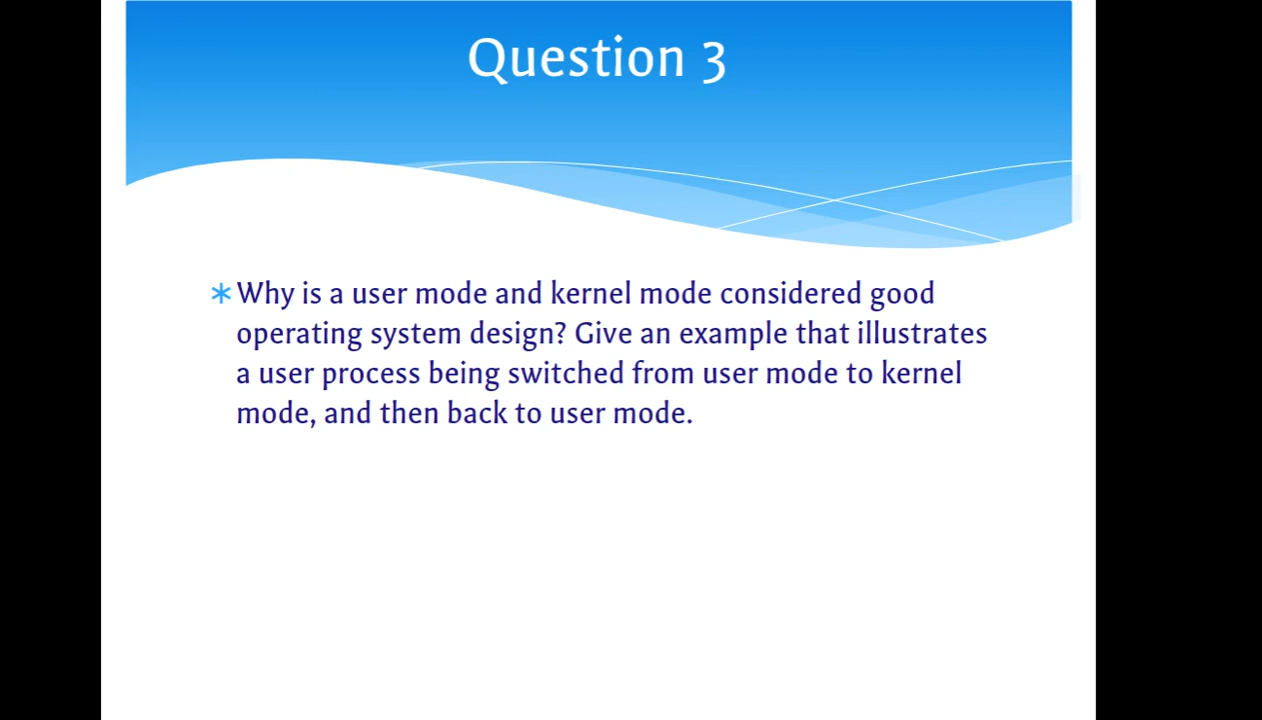 Question 3
* Why is a user mode and kernel mode considered good
operating system design? Give an example that illustrates
a user process being switched from user mode to kernel
mode, and then back to user mode.